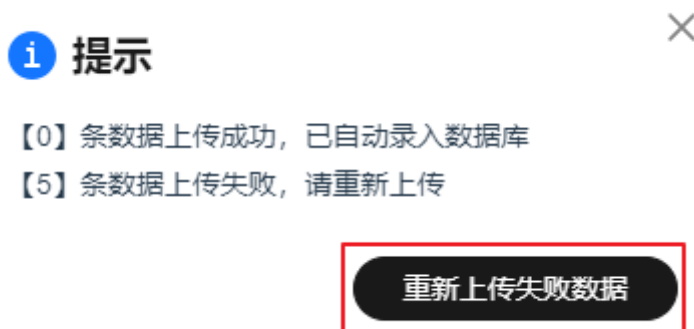 提示
【0】条数据上传成功，已自动录入数据库
【5】条数据上传失败，请重新上传
重新上传失败数据